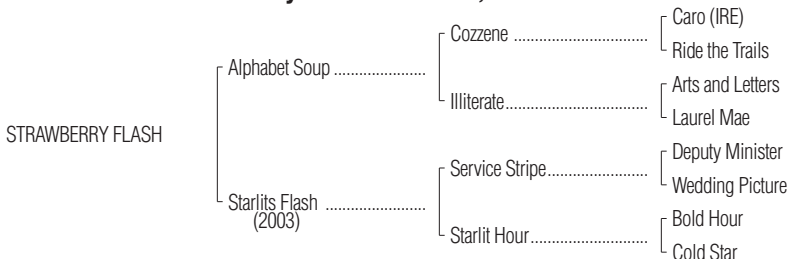 Caro (IRE)
Cozzene ............................
Ride the Trails
Alphabet Soup ......................
Arts and Letters
Illiterate..............................
Laurel Mae
STRAWBERRY FLASH
Deputy Minister
Service Stripe.....................
Wedding Picture
Starlits Flash ........................
(2003)
Bold Hour
Starlit Hour.........................
Cold Star